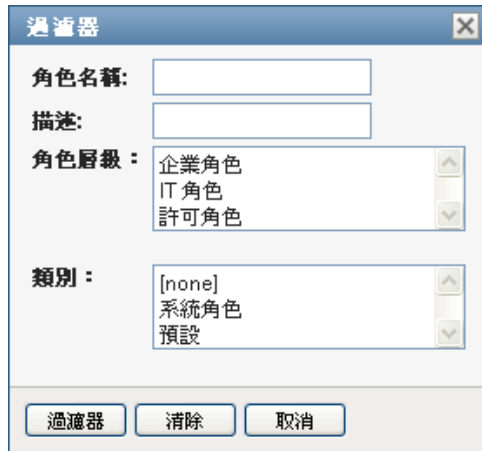 過濾器
角色名稱:
描述:
角色層級：
企業角色
IT 角色
許可角色
類別：
[none]
系統角色
預設
過濾器 清除 取消